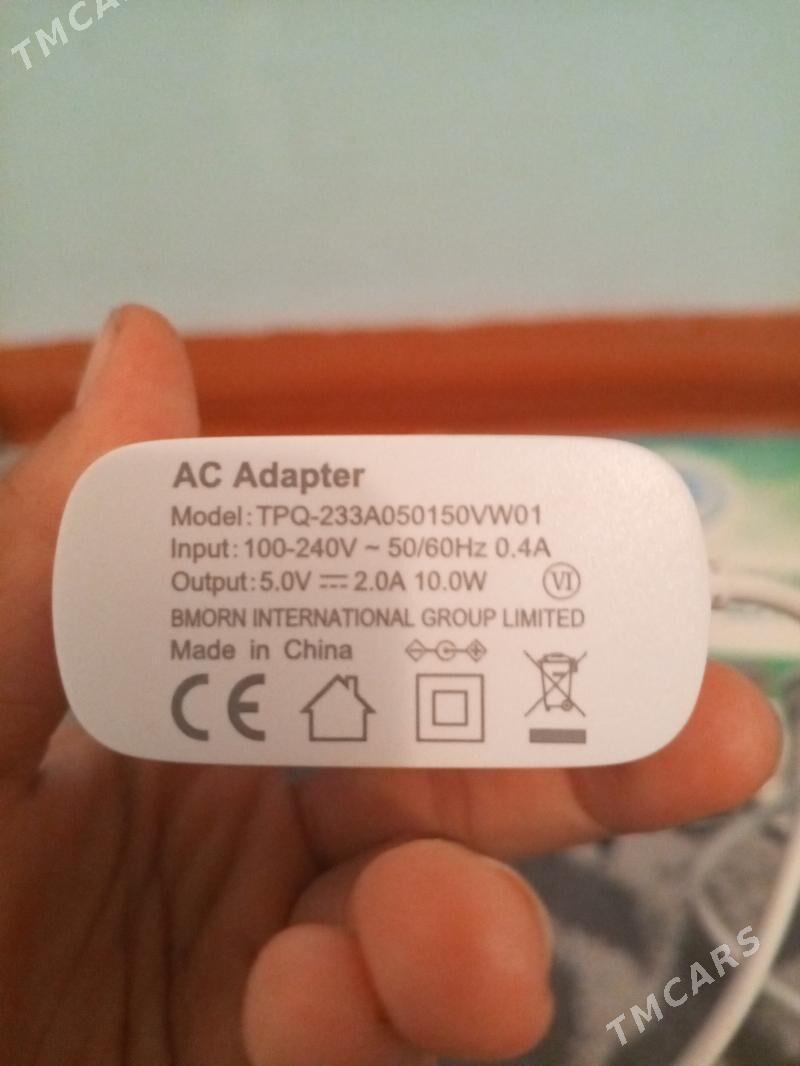 TMCARS
AC Adapter
Model:TPQ-233A050150VW01
Input:100-240V ~ 50/60Hz 0.4A
Output:5.0V ⎓ 2.0A 10.0W Ⅵ
BMORN INTERNATIONAL GROUP LIMITED
Made in China
CE
TMCARS